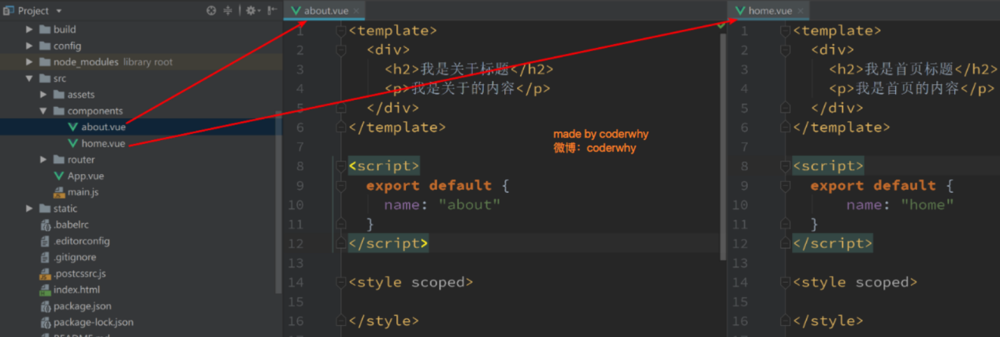 Project
build
config
node_modules library root
src
assets
components
about.vue
home.vue
router
App.vue
main.js
static
.babelrc
.editorconfig
.gitignore
.postcssrc.js
index.html
package.json
package-lock.json
README.md
about.vue
1 <template>
2 <div>
3 <h2>我是关于标题</h2>
4 <p>我是关于的内容</p>
5 </div>
6 </template>
7
8 <script>
9 export default {
10 name: "about"
11 }
12 </script>
13
14 <style scoped>
15
16 </style>
made by coderwhy
微博：coderwhy
home.vue
1 <template>
2 <div>
3 <h2>我是首页标题</h2>
4 <p>我是首页的内容</p>
5 </div>
6 </template>
7
8 <script>
9 export default {
10 name: "home"
11 }
12 </script>
13
14 <style scoped>
15
16 </style>